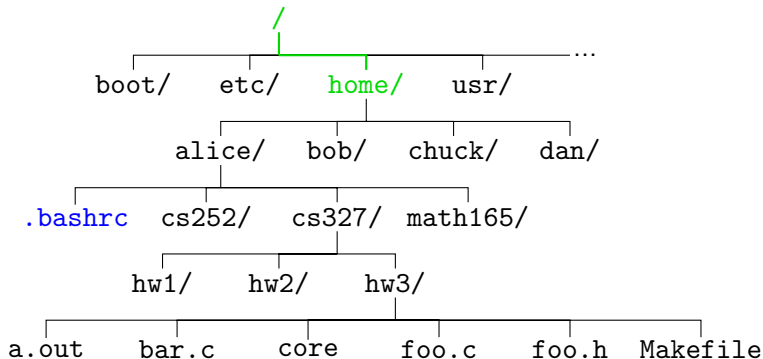 /
boot/ etc/ home/ usr/ ...
alice/ bob/ chuck/ dan/
.bashrc cs252/ cs327/ math165/
hw1/ hw2/ hw3/
a.out bar.c core foo.c foo.h Makefile